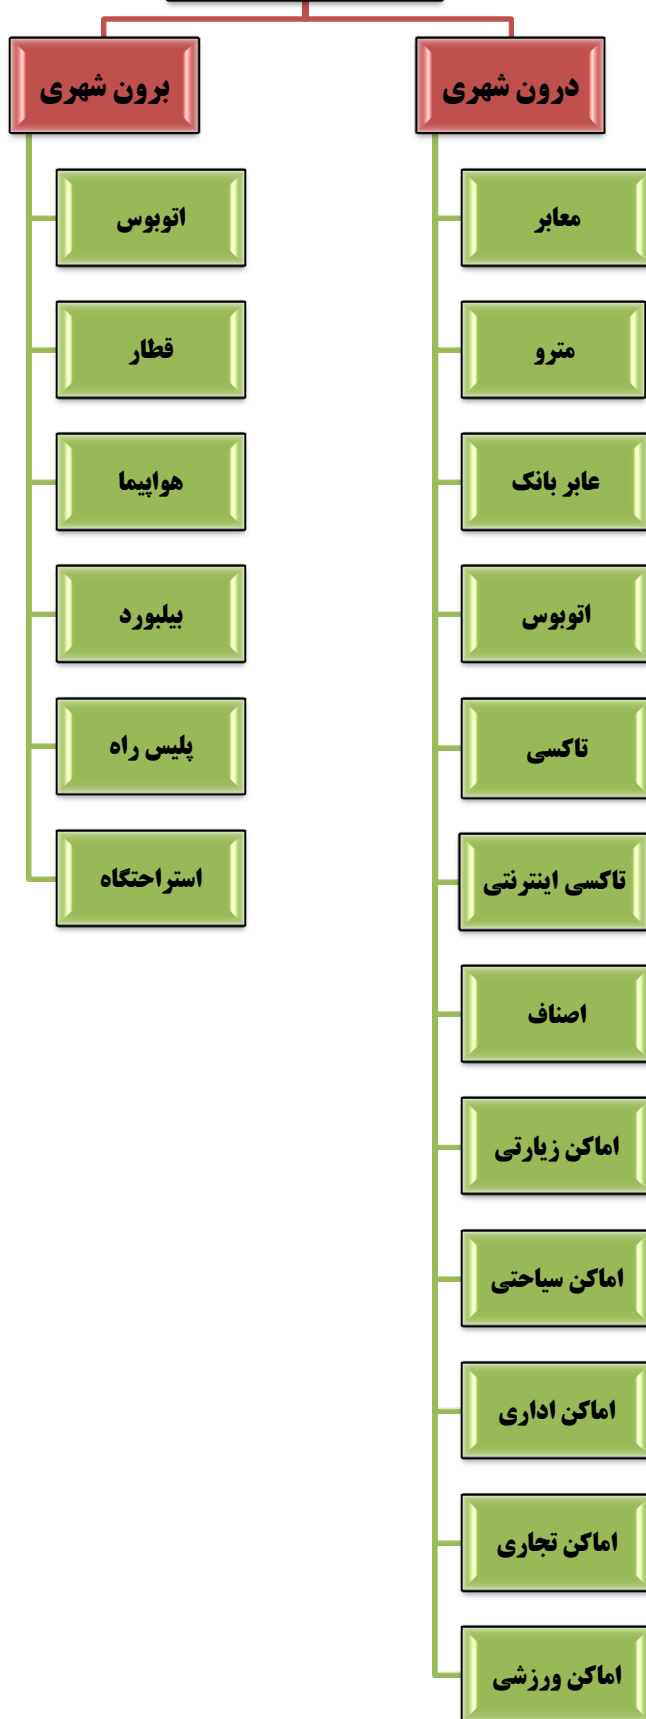 درون شهری
معابر
مترو
عابر بانک
اتوبوس
تاکسی
تاکسی اینترنتی
اصناف
اماکن زیارتی
اماکن سیاحتی
اماکن اداری
اماکن تجاری
اماکن ورزشی
برون شهری
اتوبوس
قطار
هواپیما
بیلبورد
پلیس راه
استراحتگاه